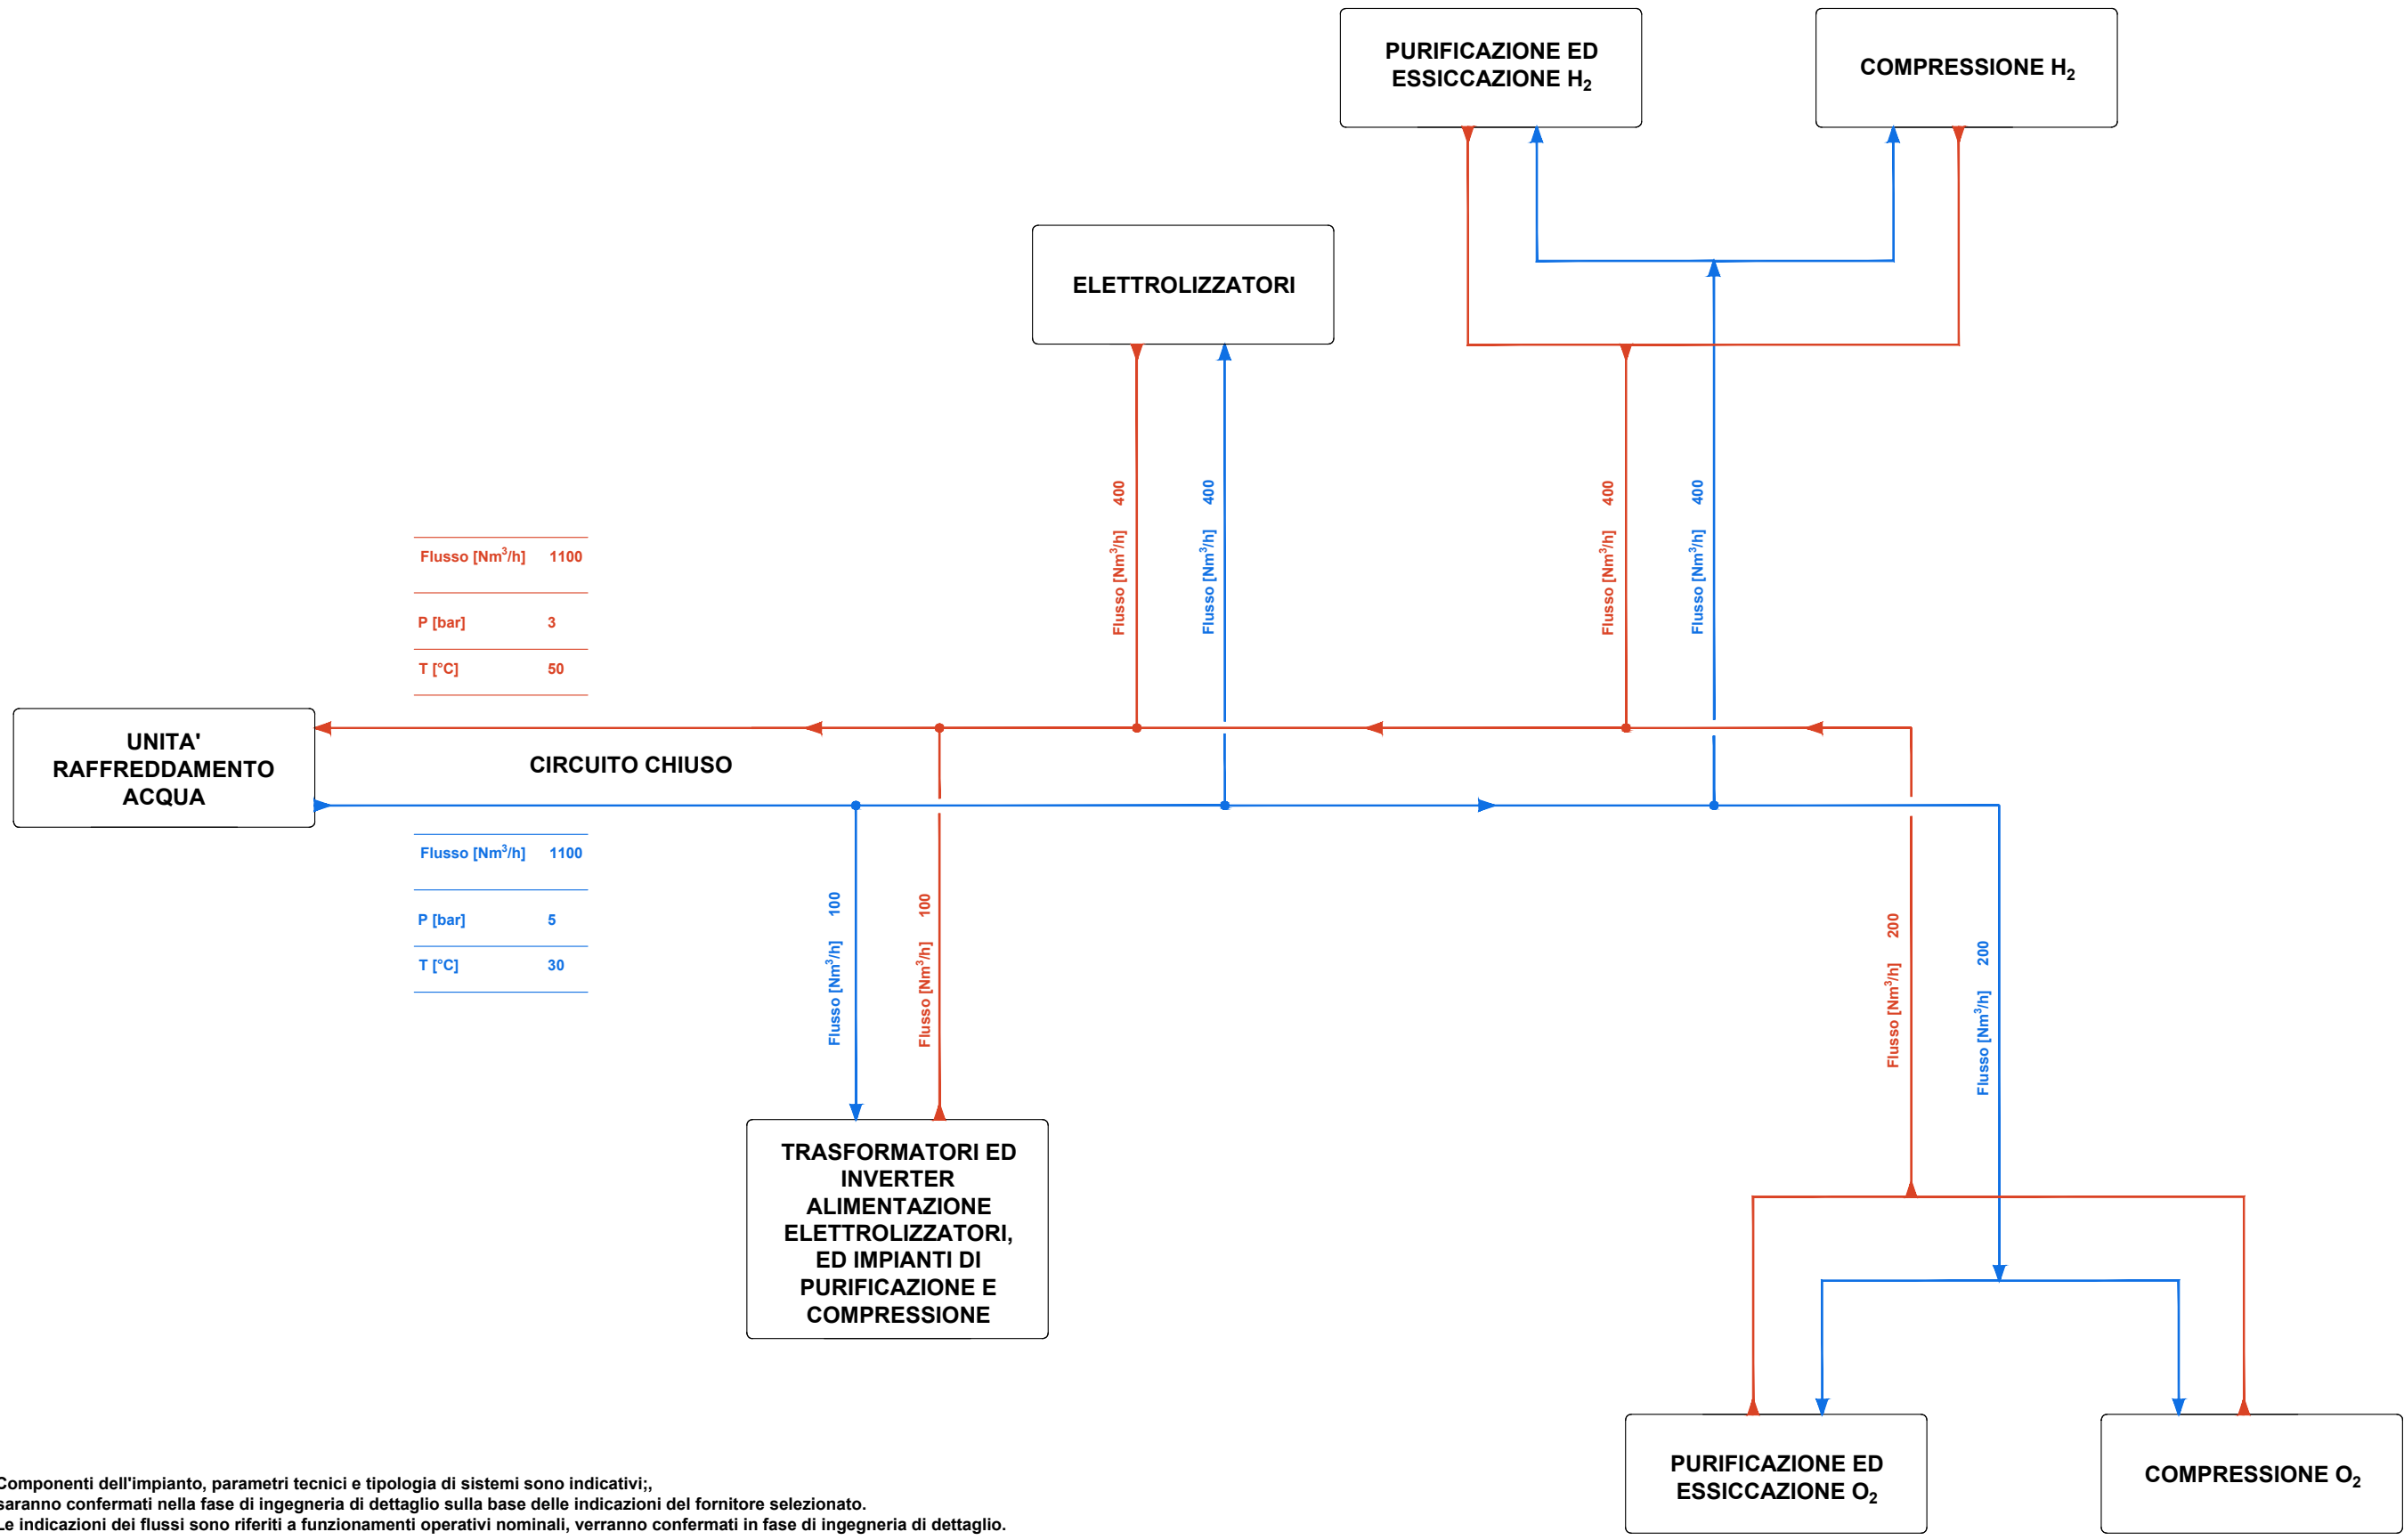 PURIFICAZIONE ED
ESSICCAZIONE H₂
COMPRESSIONE H₂
ELETTROLIZZATORI
Flusso [Nm³/h] 400
Flusso [Nm³/h] 400
Flusso [Nm³/h] 400
Flusso [Nm³/h] 400
Flusso [Nm³/h] 1100
P [bar] 3
T [°C] 50
UNITA'
RAFFREDDAMENTO
ACQUA
CIRCUITO CHIUSO
Flusso [Nm³/h] 1100
P [bar] 5
T [°C] 30
Flusso [Nm³/h] 100
Flusso [Nm³/h] 100
Flusso [Nm³/h] 200
Flusso [Nm³/h] 200
TRASFORMATORI ED
INVERTER
ALIMENTAZIONE
ELETTROLIZZATORI,
ED IMPIANTI DI
PURIFICAZIONE E
COMPRESSIONE
PURIFICAZIONE ED
ESSICCAZIONE O₂
COMPRESSIONE O₂
Componenti dell'impianto, parametri tecnici e tipologia di sistemi sono indicativi;,
saranno confermati nella fase di ingegneria di dettaglio sulla base delle indicazioni del fornitore selezionato.
Le indicazioni dei flussi sono riferiti a funzionamenti operativi nominali, verranno confermati in fase di ingegneria di dettaglio.